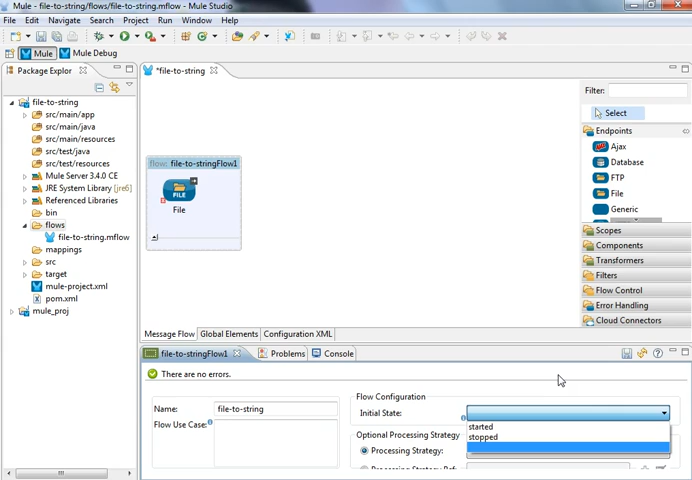 Mule - file-to-string/flows/file-to-string.mflow - Mule Studio
File Edit Navigate Search Project Run Window Help
Mule Mule Debug
Package Explor
file-to-string
src/main/app
src/main/java
src/main/resources
src/test/java
src/test/resources
Mule Server 3.4.0 CE
JRE System Library [jre6]
Referenced Libraries
bin
flows
file-to-string.mflow
mappings
src
target
mule-project.xml
pom.xml
mule_proj
*file-to-string
flow: file-to-stringFlow1
FILE
File
Filter:
Select
Endpoints
Ajax
Database
FTP
File
Generic
Scopes
Components
Transformers
Filters
Flow Control
Error Handling
Cloud Connectors
Message Flow Global Elements Configuration XML
file-to-stringFlow1 Problems Console
There are no errors.
Name: file-to-string
Flow Use Case:
Flow Configuration
Initial State:
started
stopped
Optional Processing Strategy
Processing Strategy:
Processing Strategy Ref: